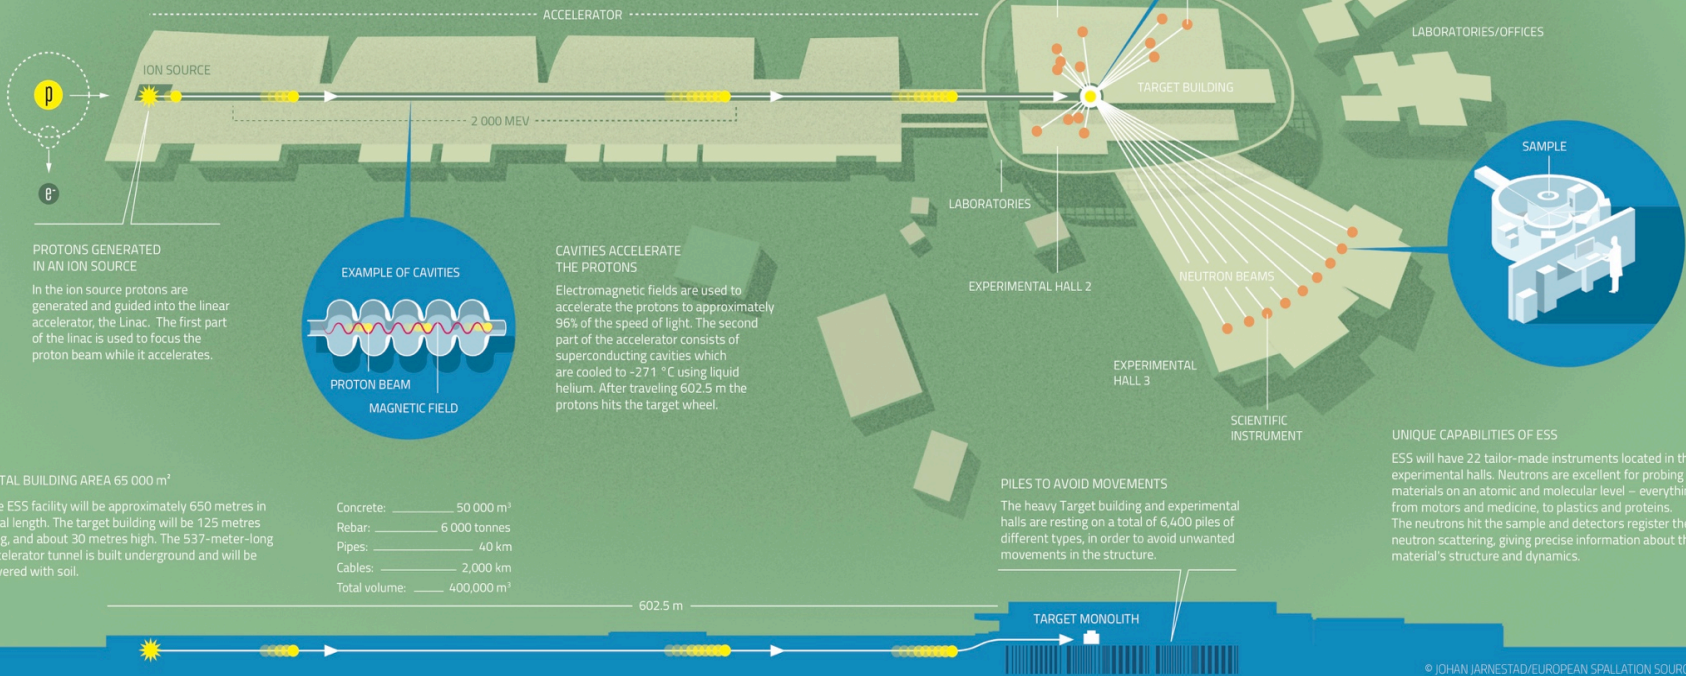 ACCELERATOR
LABORATORIES/OFFICES
ION SOURCE
p
TARGET BUILDING
2 000 MEV
e-
SAMPLE
LABORATORIES
PROTONS GENERATED
IN AN ION SOURCE
In the ion source protons are
generated and guided into the linear
accelerator, the Linac. The first part
of the linac is used to focus the
proton beam while it accelerates.
EXAMPLE OF CAVITIES
PROTON BEAM
MAGNETIC FIELD
CAVITIES ACCELERATE
THE PROTONS
Electromagnetic fields are used to
accelerate the protons to approximately
96% of the speed of light. The second
part of the accelerator consists of
superconducting cavities which
are cooled to -271 °C using liquid
helium. After traveling 602.5 m the
protons hits the target wheel.
EXPERIMENTAL HALL 2
NEUTRON BEAMS
EXPERIMENTAL
HALL 3
SCIENTIFIC
INSTRUMENT
UNIQUE CAPABILITIES OF ESS
ESS will have 22 tailor-made instruments located in th
experimental halls. Neutrons are excellent for probing
materials on an atomic and molecular level – everythin
from motors and medicine, to plastics and proteins.
The neutrons hit the sample and detectors register the
neutron scattering, giving precise information about th
material's structure and dynamics.
TAL BUILDING AREA 65 000 m²
e ESS facility will be approximately 650 metres in
al length. The target building will be 125 metres
g, and about 30 metres high. The 537-meter-long
celerator tunnel is built underground and will be
vered with soil.
Concrete: 50 000 m³
Rebar: 6 000 tonnes
Pipes: 40 km
Cables: 2,000 km
Total volume: 400,000 m³
PILES TO AVOID MOVEMENTS
The heavy Target building and experimental
halls are resting on a total of 6,400 piles of
different types, in order to avoid unwanted
movements in the structure.
602.5 m
TARGET MONOLITH
© JOHAN JARNESTAD/EUROPEAN SPALLATION SOURC